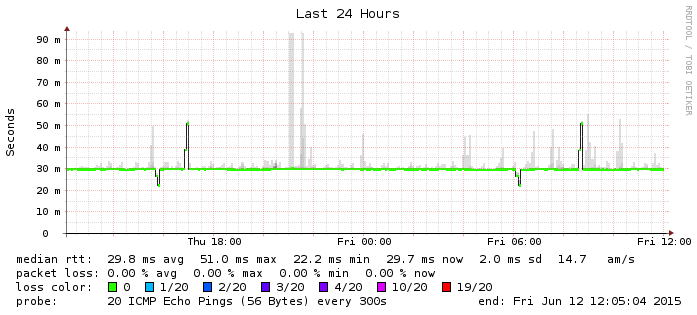 Last 24 Hours
RRDTOOL / TOBI OETIKER
Seconds
90 m
80 m
70 m
60 m
50 m
40 m
30 m
20 m
10 m
0
Thu 18:00 Fri 00:00 Fri 06:00 Fri 12:00
median rtt: 29.8 ms avg 51.0 ms max 22.2 ms min 29.7 ms now 2.0 ms sd 14.7 am/s
packet loss: 0.00 % avg 0.00 % max 0.00 % min 0.00 % now
loss color: 0 1/20 2/20 3/20 4/20 10/20 19/20
probe: 20 ICMP Echo Pings (56 Bytes) every 300s end: Fri Jun 12 12:05:04 2015